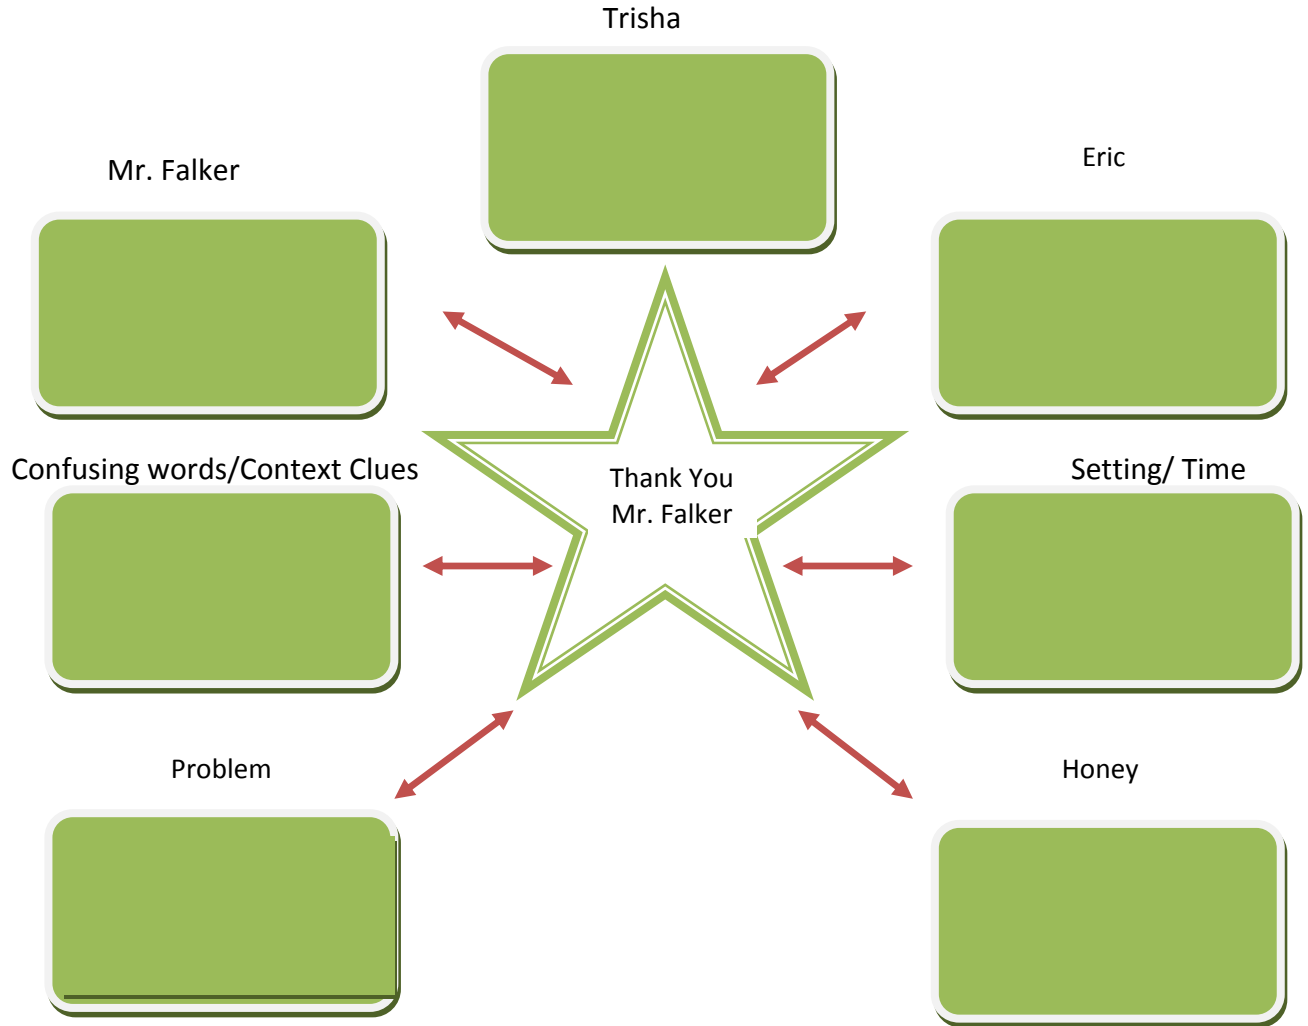 Trisha
Mr. Falker
Eric
Confusing words/Context Clues
Thank You
Mr. Falker
Setting/ Time
Problem
Honey